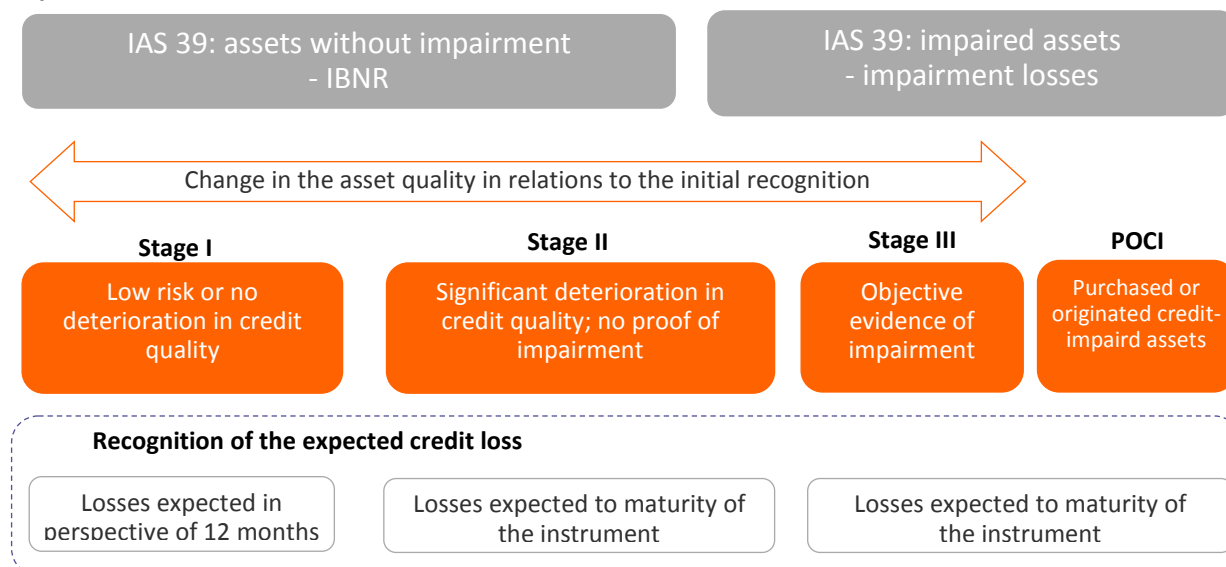 IAS 39: assets without impairment
- IBNR
IAS 39: impaired assets
- impairment losses
Change in the asset quality in relations to the initial recognition
Stage I
Stage II
Stage III
POCI
Low risk or no
deterioration in credit
quality
Significant deterioration in
credit quality; no proof of
impairment
Objective
evidence of
impairment
Purchased or
originated credit-
impaird assets
Recognition of the expected credit loss
Losses expected in
perspective of 12 months
Losses expected to maturity of
the instrument
Losses expected to maturity of
the instrument